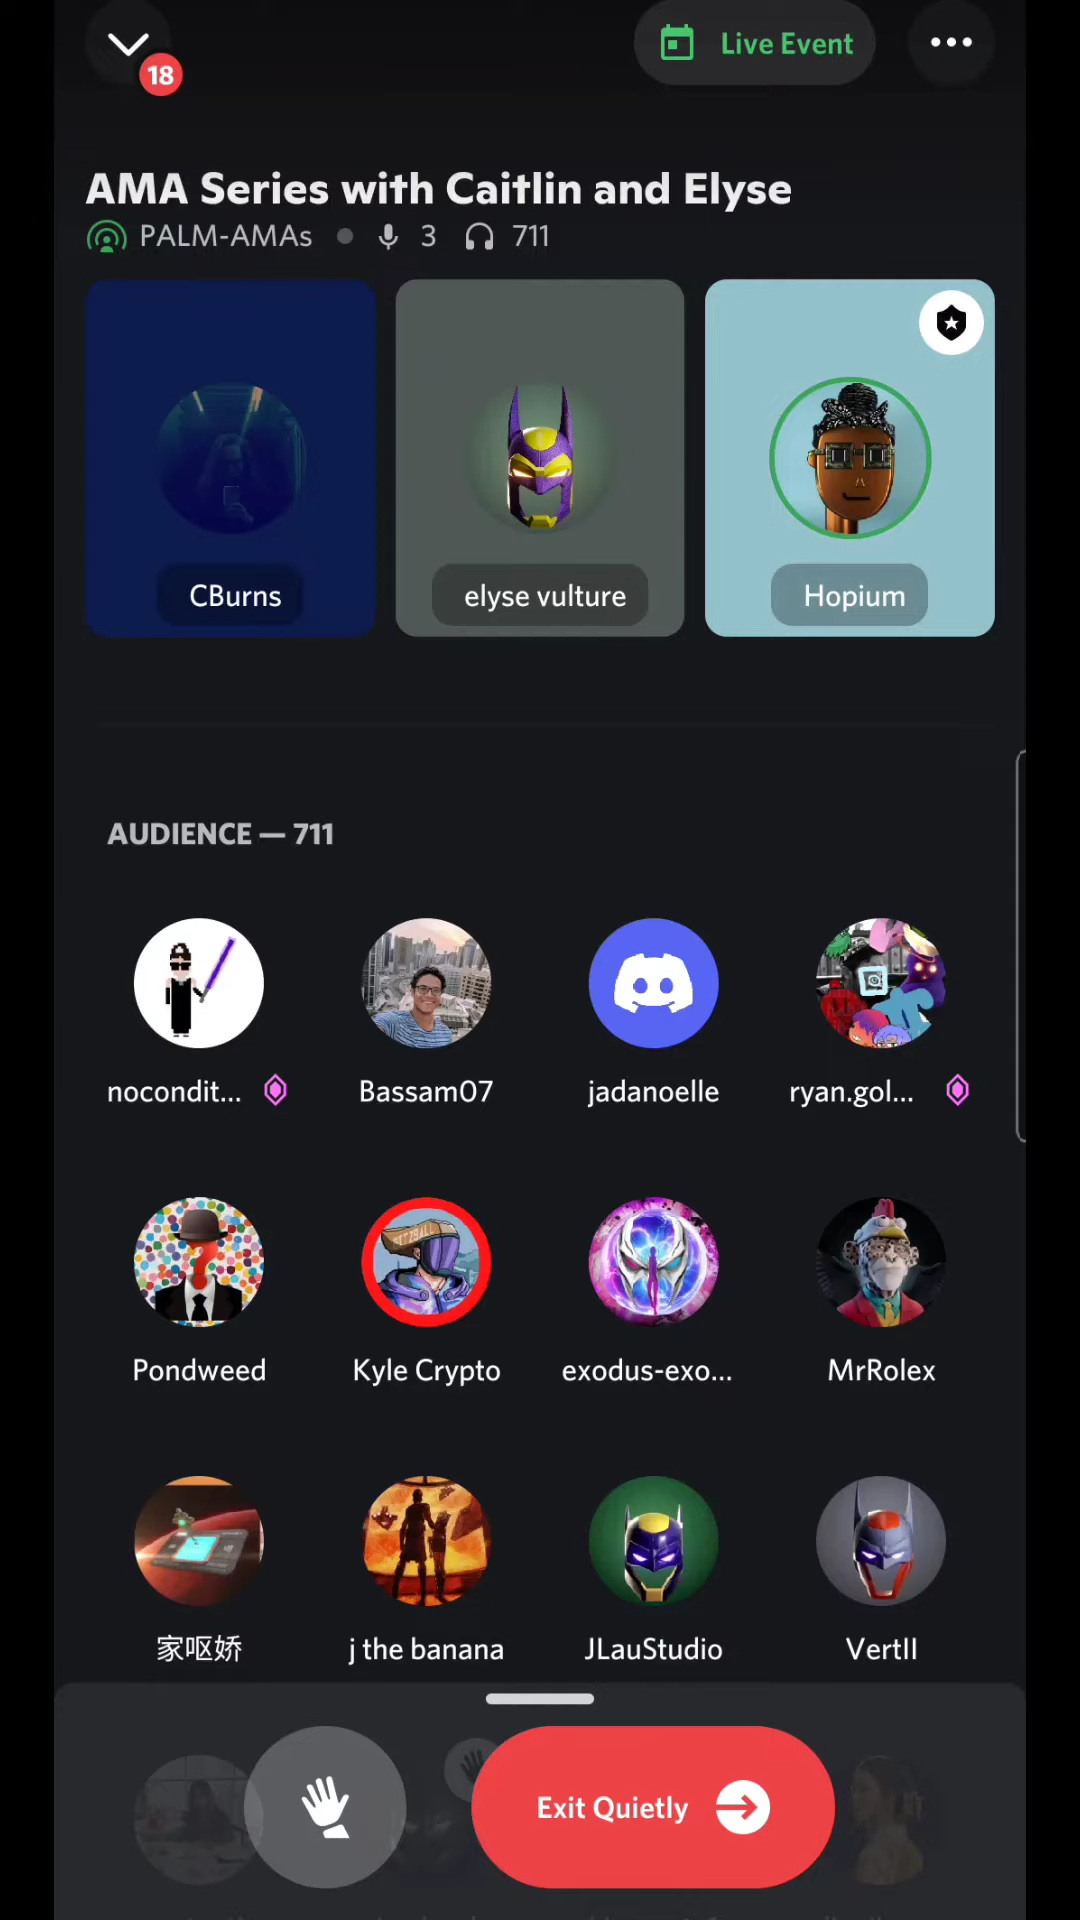 18
Live Event
AMA Series with Caitlin and Elyse
PALM-AMAs 3 711
CBurns
elyse vulture
Hopium
AUDIENCE — 711
nocondit...
Bassam07
jadanoelle
ryan.gol...
Pondweed
Kyle Crypto
exodus-exo...
MrRolex
家呕娇
j the banana
JLauStudio
VertII
Exit Quietly